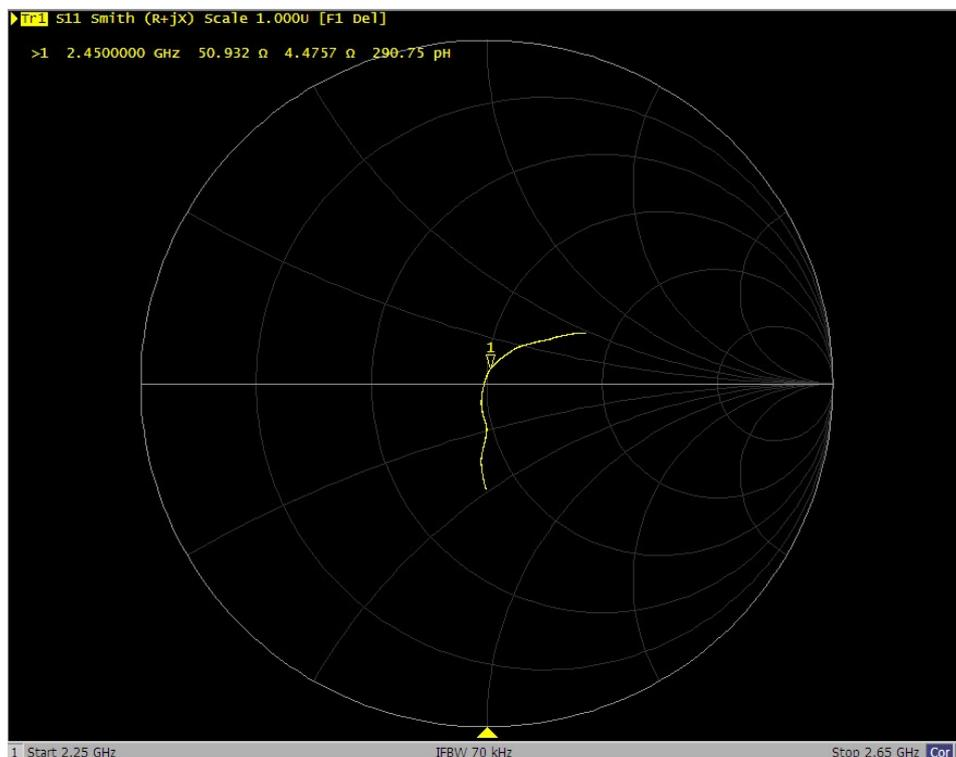 Tr1 S11 Smith (R+jX) Scale 1.000U [F1 Del]
>1 2.4500000 GHz 50.932 Ω 4.4757 Ω 290.75 pH
1
1 Start 2.25 GHz IFBW 70 kHz Stop 2.65 GHz Cor